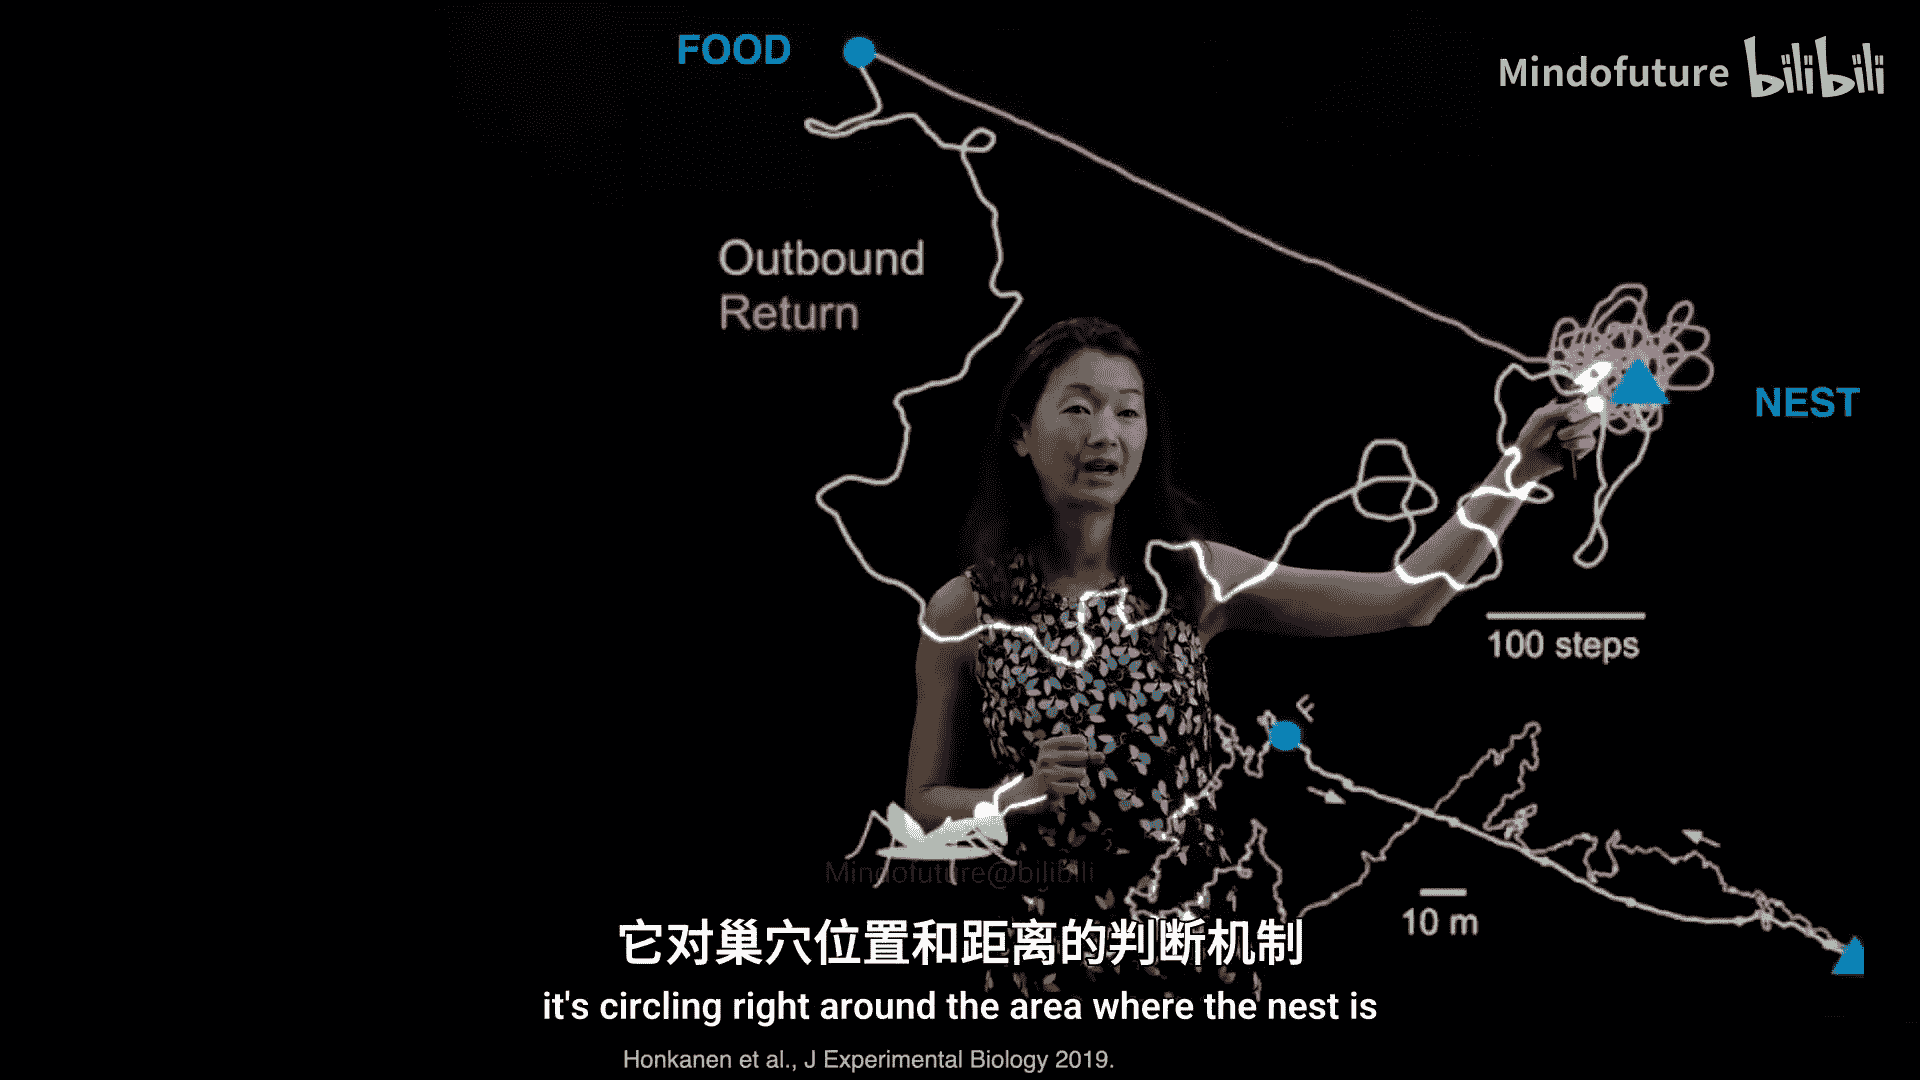 FOOD
Mindofuture bilibili
Outbound
Return
NEST
100 steps
F
10 m
Mindofuture@bilibili
它对巢穴位置和距离的判断机制
it's circling right around the area where the nest is
Honkanen et al., J Experimental Biology 2019.